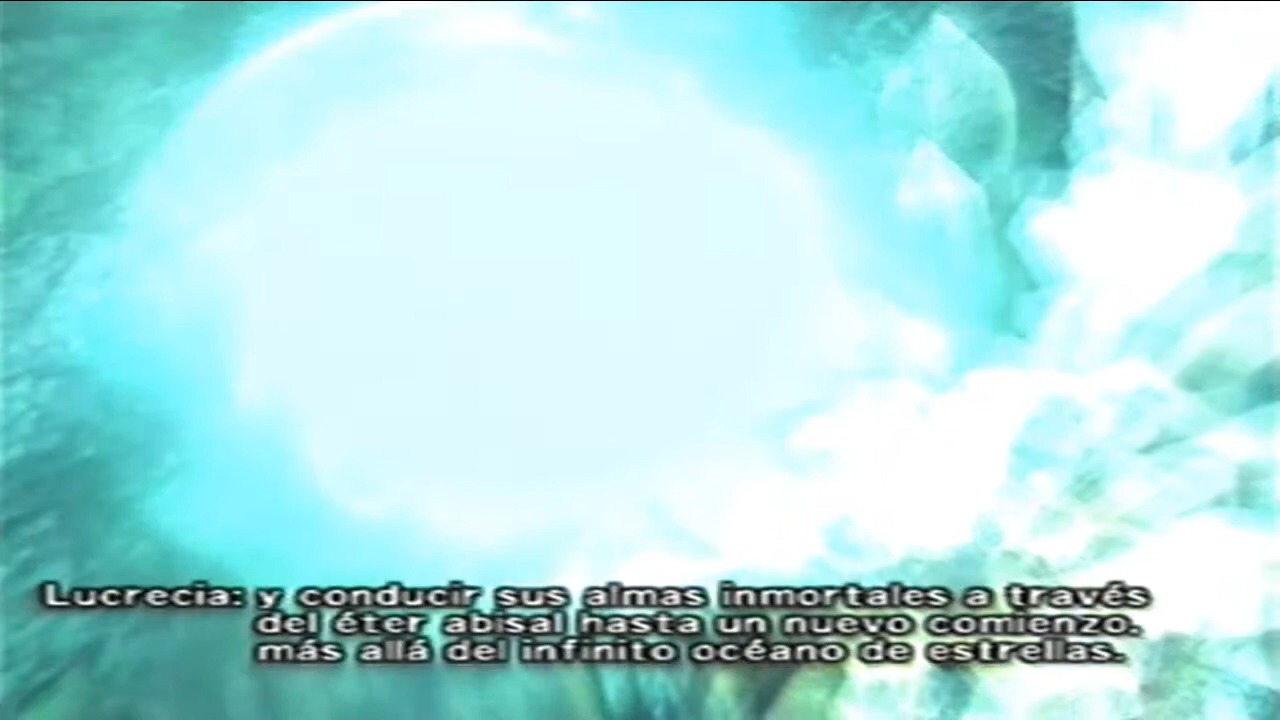 Lucrecia: y conducir sus almas inmortales a través
del éter abisal hasta un nuevo comienzo,
más allá del infinito océano de estrellas.